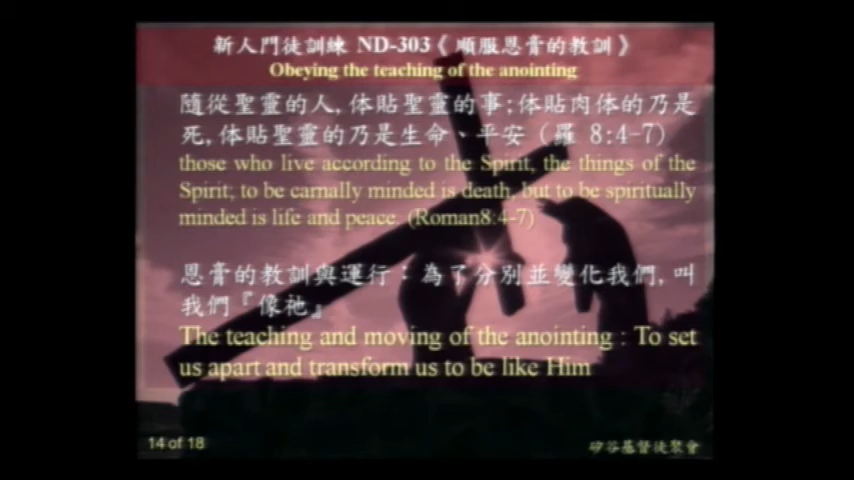 新人門徒訓練 ND-303《順服恩膏的教訓》
Obeying the teaching of the anointing
隨從聖靈的人,体貼聖靈的事;体貼肉体的乃是
死,体貼聖靈的乃是生命、平安（羅 8:4-7)
those who live according to the Spirit, the things of the
Spirit; to be carnally minded is death, but to be spiritually
minded is life and peace. (Roman8:4-7)
恩膏的教訓與運行：為了分別並變化我們,叫
我們『像祂』
The teaching and moving of the anointing : To set
us apart and transform us to be like Him
14 of 18
矽谷基督徒聚會